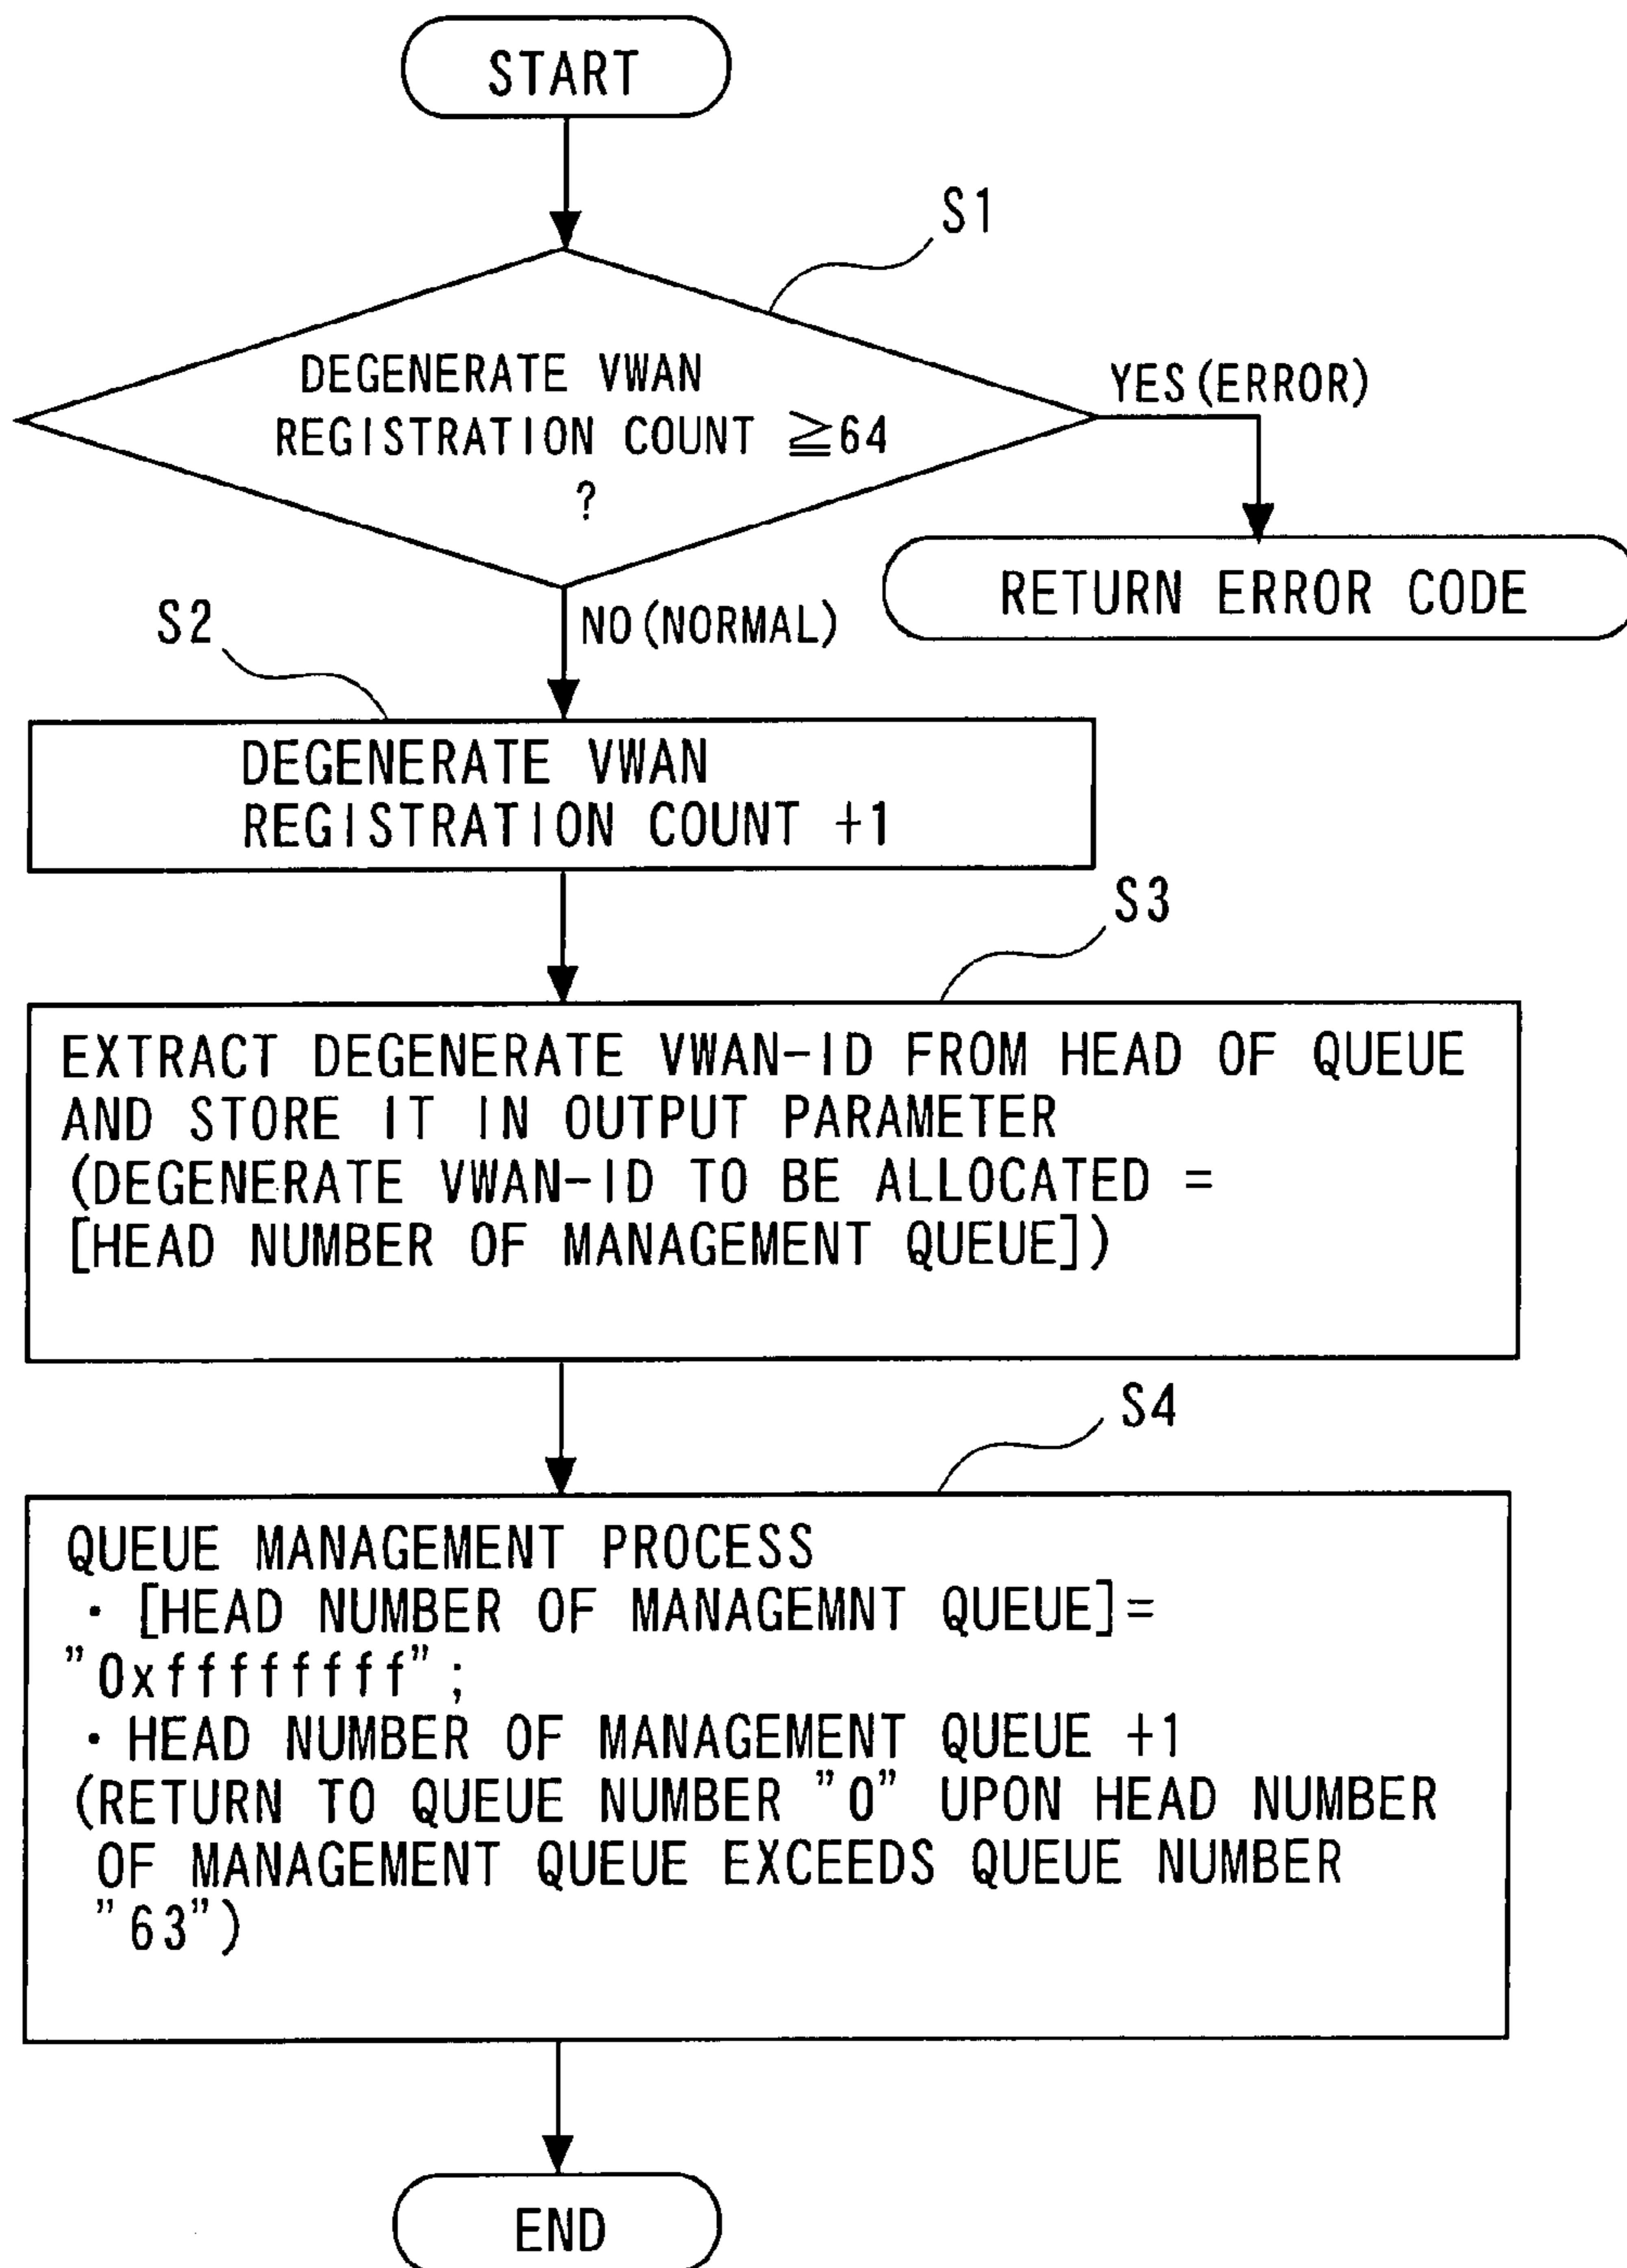 START
S1
DEGENERATE VWAN
REGISTRATION COUNT ≧64
?
YES(ERROR)
RETURN ERROR CODE
S2
NO(NORMAL)
DEGENERATE VWAN
REGISTRATION COUNT +1
S3
EXTRACT DEGENERATE VWAN-ID FROM HEAD OF QUEUE
AND STORE IT IN OUTPUT PARAMETER
(DEGENERATE VWAN-ID TO BE ALLOCATED =
[HEAD NUMBER OF MANAGEMENT QUEUE])
S4
QUEUE MANAGEMENT PROCESS
・[HEAD NUMBER OF MANAGEMNT QUEUE]=
"0xffffffff";
・HEAD NUMBER OF MANAGEMENT QUEUE +1
(RETURN TO QUEUE NUMBER "0" UPON HEAD NUMBER
OF MANAGEMENT QUEUE EXCEEDS QUEUE NUMBER
"63")
END